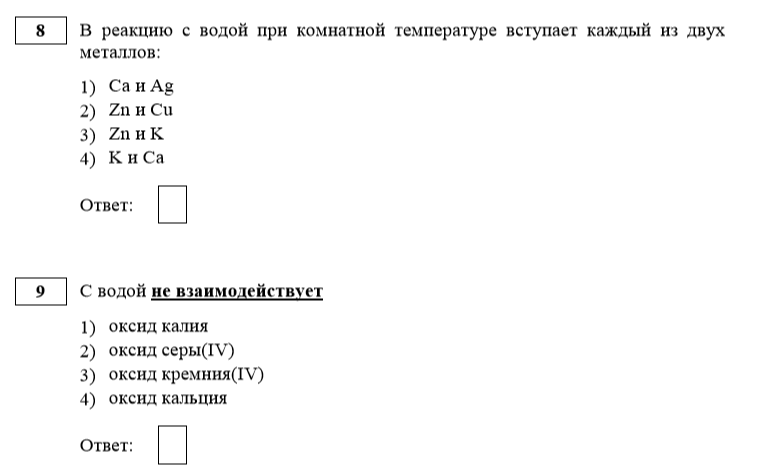 8 В реакцию с водой при комнатной температуре вступает каждый из двух
металлов:
1) Ca и Ag
2) Zn и Cu
3) Zn и K
4) K и Ca
Ответ:
9 С водой не взаимодействует
1) оксид калия
2) оксид серы(IV)
3) оксид кремния(IV)
4) оксид кальция
Ответ: